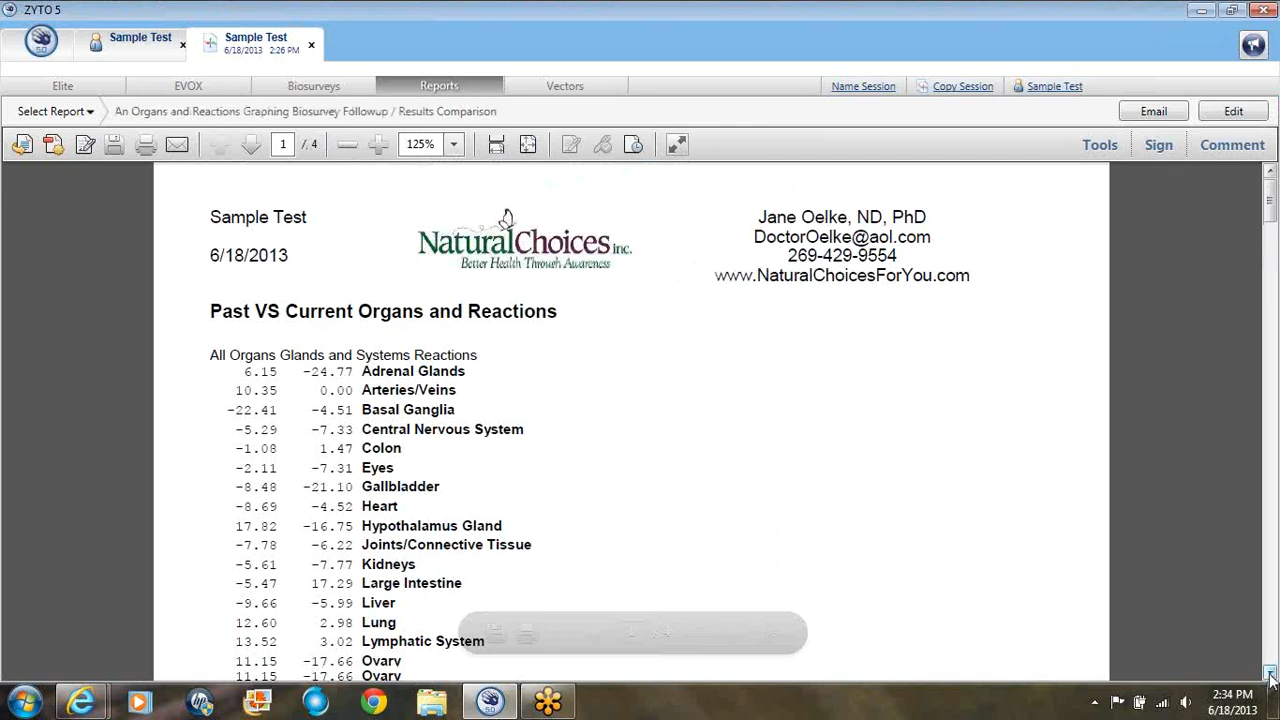 ZYTO 5
Sample Test x
Sample Test
6/18/2013 2:26 PM x
Elite EVOX Biosurveys Reports Vectors Name Session Copy Session Sample Test
Select Report An Organs and Reactions Graphing Biosurvey Followup / Results Comparison Email Edit
1 / 4 125% Tools Sign Comment
Sample Test
6/18/2013
NaturalChoices inc.
Better Health Through Awareness
Jane Oelke, ND, PhD
DoctorOelke@aol.com
269-429-9554
www.NaturalChoicesForYou.com
Past VS Current Organs and Reactions
All Organs Glands and Systems Reactions
6.15 -24.77 Adrenal Glands
10.35 0.00 Arteries/Veins
-22.41 -4.51 Basal Ganglia
-5.29 -7.33 Central Nervous System
-1.08 1.47 Colon
-2.11 -7.31 Eyes
-8.48 -21.10 Gallbladder
-8.69 -4.52 Heart
17.82 -16.75 Hypothalamus Gland
-7.78 -6.22 Joints/Connective Tissue
-5.61 -7.77 Kidneys
-5.47 17.29 Large Intestine
-9.66 -5.99 Liver
12.60 2.98 Lung
13.52 3.02 Lymphatic System
11.15 -17.66 Ovary
11.15 -17.66 Ovary
2:34 PM
6/18/2013